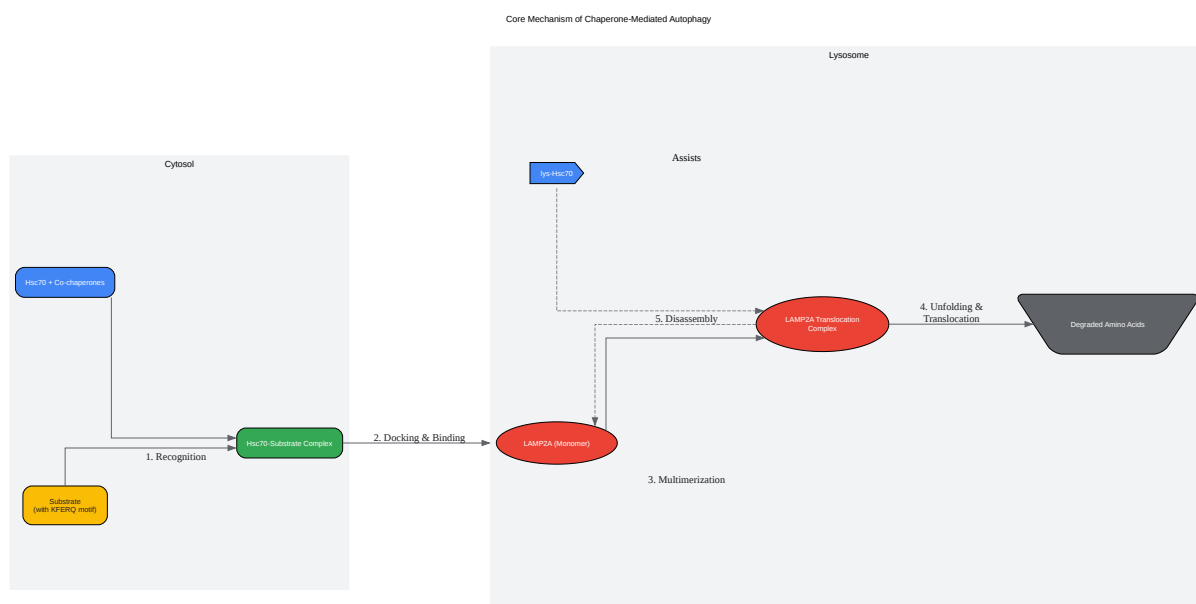 Core Mechanism of Chaperone-Mediated Autophagy
Lysosome
Cytosol
Assists
lys-Hsc70
Hsc70 + Co-chaperones
5. Disassembly
LAMP2A Translocation
Complex
4. Unfolding &
Translocation
Degraded Amino Acids
Hsc70-Substrate Complex
2. Docking & Binding
LAMP2A (Monomer)
1. Recognition
3. Multimerization
Substrate
(with KFERQ motif)